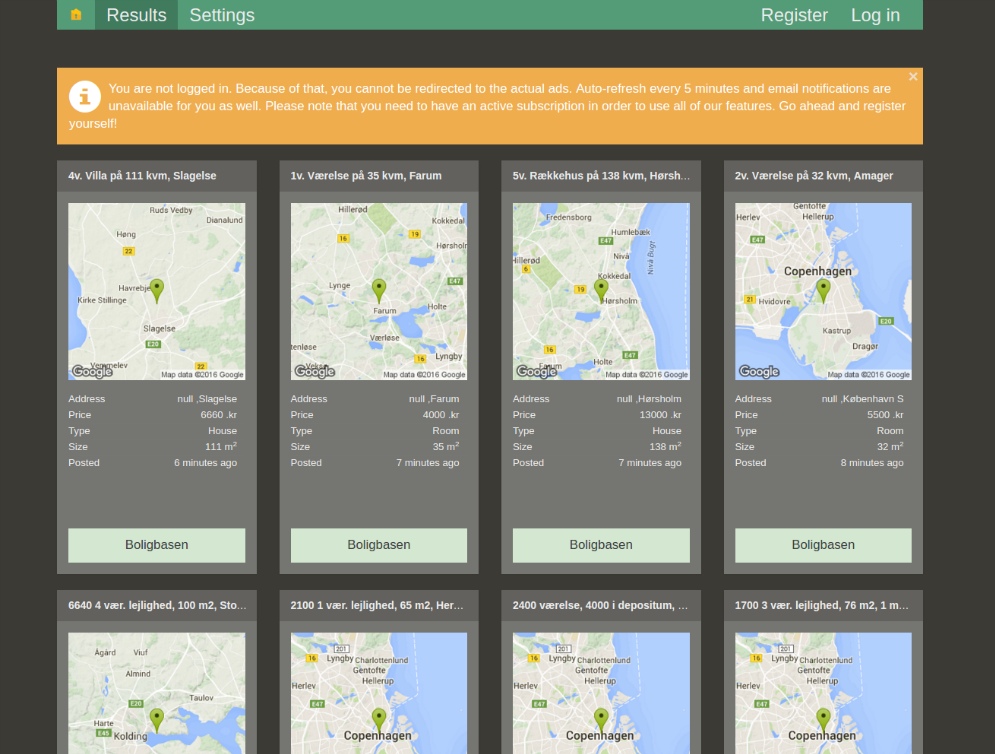 Results Settings Register Log in
×
You are not logged in. Because of that, you cannot be redirected to the actual ads. Auto-refresh every 5 minutes and email notifications are
unavailable for you as well. Please note that you need to have an active subscription in order to use all of our features. Go ahead and register
yourself!
4v. Villa på 111 kvm, Slagelse
Ruds Vedby
Dianalund
Høng
22
Havrebje
Kirke Stillinge
Slagelse
E20
Vemmelev
22
Google
Map data ©2016 Google
Address null ,Slagelse
Price 6660 .kr
Type House
Size 111 m²
Posted 6 minutes ago
Boligbasen
1v. Værelse på 35 kvm, Farum
Hillerød
Kokkedal
19
16
Hørsholr
E47
Lynge
Holte
Farum
Værløse
tenløse
16
Lyngby
Veksø
Google
Map data ©2016 Google
Address null ,Farum
Price 4000 .kr
Type Room
Size 35 m²
Posted 7 minutes ago
Boligbasen
5v. Rækkehus på 138 kvm, Hørsh...
Fredensborg
Humlebæk
E47
Nivå
Nivå Bugt
Hillerød
6
Kokkedal
19
Hørsholm
16
E47
Holte
Farum
Google
Map data ©2016 Google
Address null ,Hørsholm
Price 13000 .kr
Type House
Size 138 m²
Posted 7 minutes ago
Boligbasen
2v. Værelse på 32 kvm, Amager
Gentofte
Herlev
Hellerup
E47
Copenhagen
21
Hvidovre
E20
Kastrup
Dragør
Google
Map data ©2016 Google
Address null ,København S
Price 5500 .kr
Type Room
Size 32 m²
Posted 8 minutes ago
Boligbasen
6640 4 vær. lejlighed, 100 m2, Sto...
Ågård
Viuf
Almind
Taulov
E20
Harte
E45
Kolding
2100 1 vær. lejlighed, 65 m2, Her...
201
16
Lyngby
Charlottenlund
Gentofte
Hellerup
Herlev
E47
Copenhagen
2400 værelse, 4000 i depositum, ...
201
16
Lyngby
Charlottenlund
Gentofte
Hellerup
Herlev
E47
Copenhagen
1700 3 vær. lejlighed, 76 m2, 1 m...
201
16
Lyngby
Charlottenlund
Gentofte
Hellerup
Herlev
E47
Copenhagen